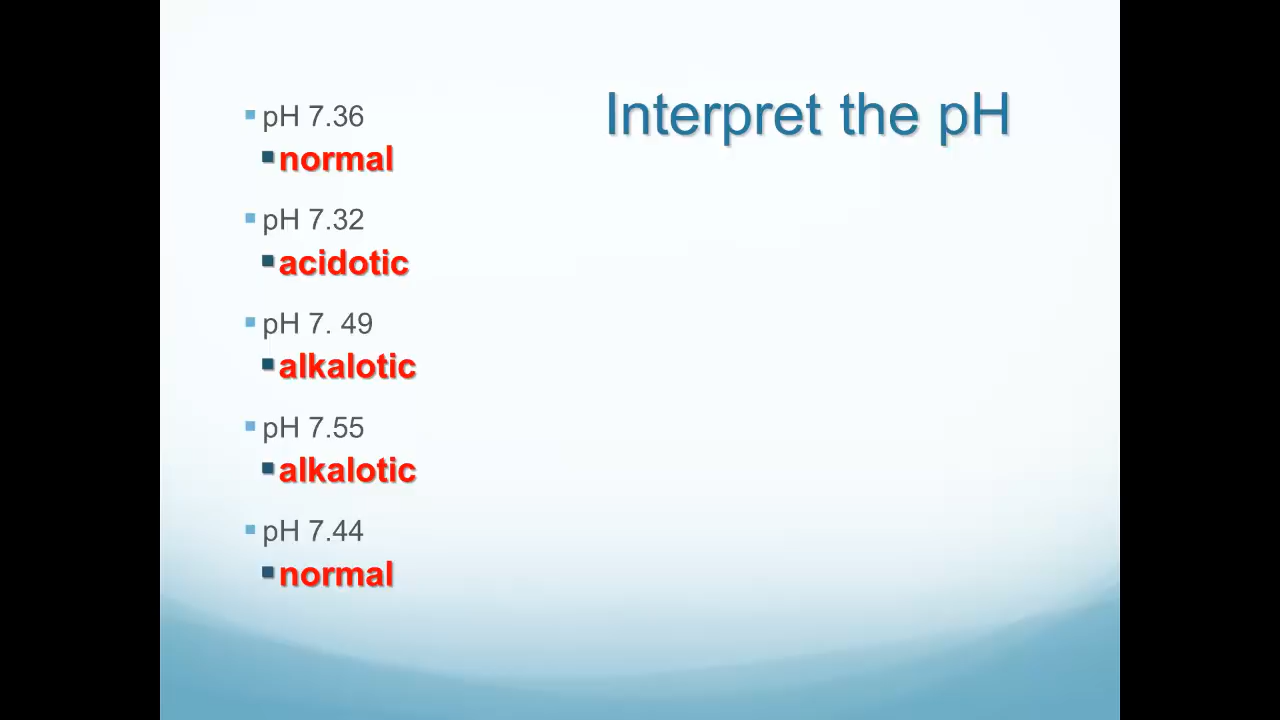 Interpret the pH
pH 7.36
normal
pH 7.32
acidotic
pH 7. 49
alkalotic
pH 7.55
alkalotic
pH 7.44
normal